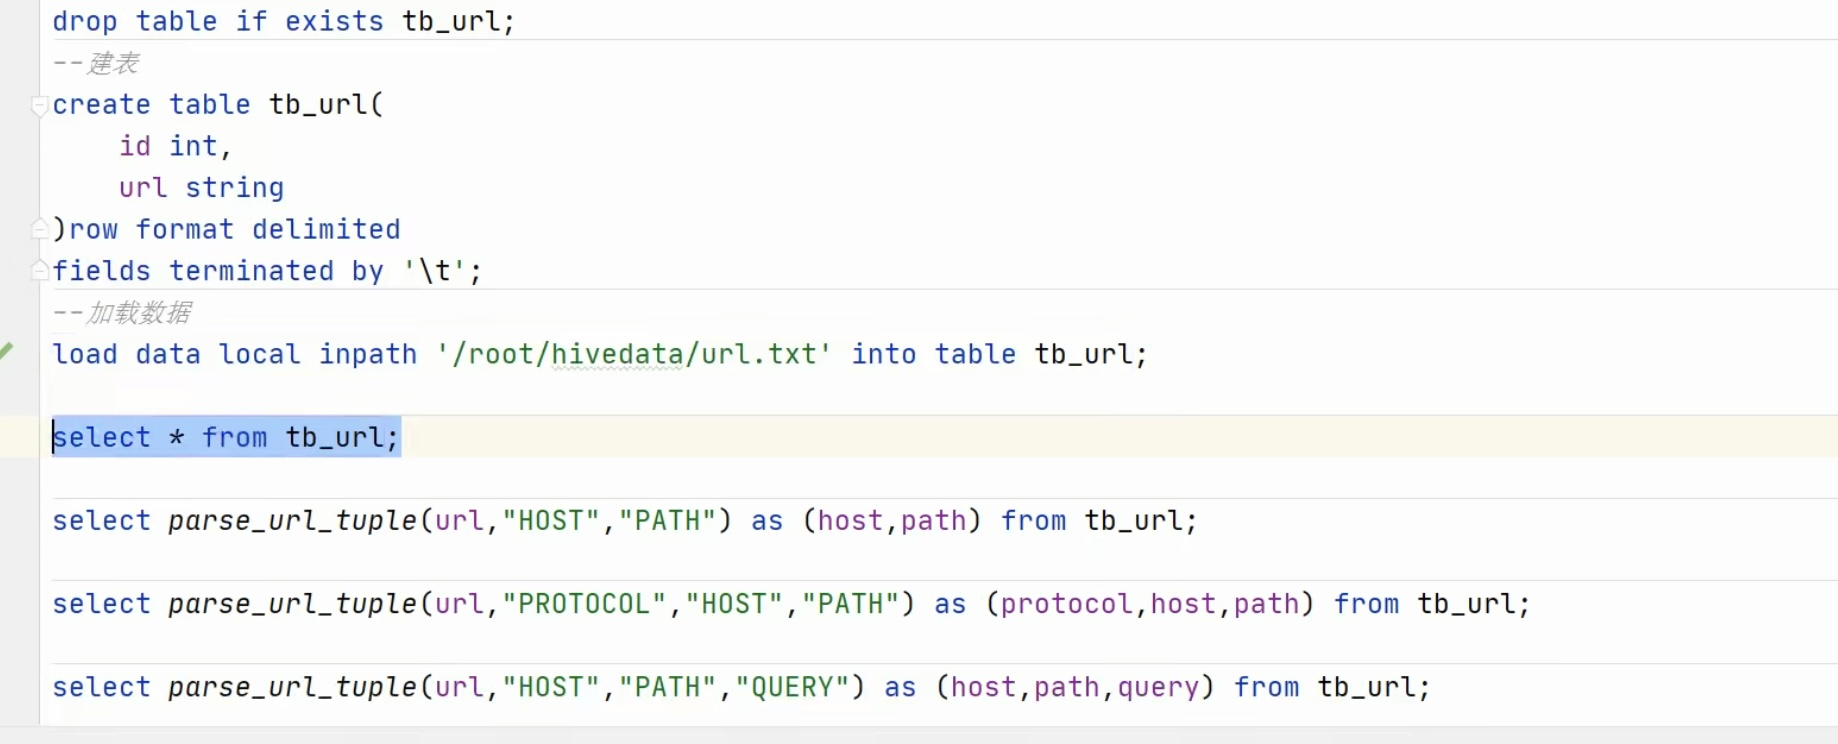 drop table if exists tb_url;
--建表
create table tb_url(
    id int,
    url string
)row format delimited
fields terminated by '\t';
--加载数据
load data local inpath '/root/hivedata/url.txt' into table tb_url;
select * from tb_url;
select parse_url_tuple(url,"HOST","PATH") as (host,path) from tb_url;
select parse_url_tuple(url,"PROTOCOL","HOST","PATH") as (protocol,host,path) from tb_url;
select parse_url_tuple(url,"HOST","PATH","QUERY") as (host,path,query) from tb_url;